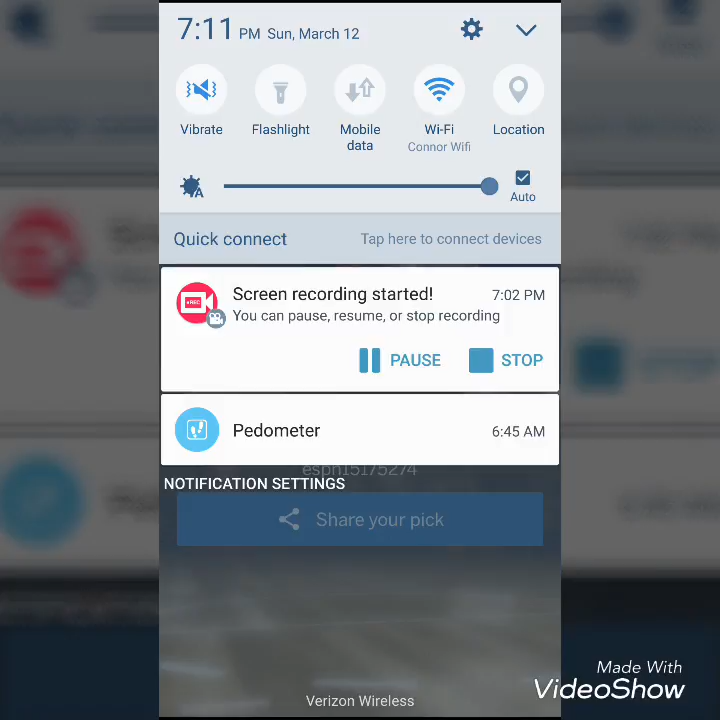 7:11 PM Sun, March 12
Vibrate
Flashlight
Mobile data
Wi-Fi
Connor Wifi
Location
A
Auto
Quick connect
Tap here to connect devices
REC
Screen recording started!
7:02 PM
You can pause, resume, or stop recording
PAUSE
STOP
Pedometer
6:45 AM
espn15175274
NOTIFICATION SETTINGS
Share your pick
Verizon Wireless
Made With
VideoShow